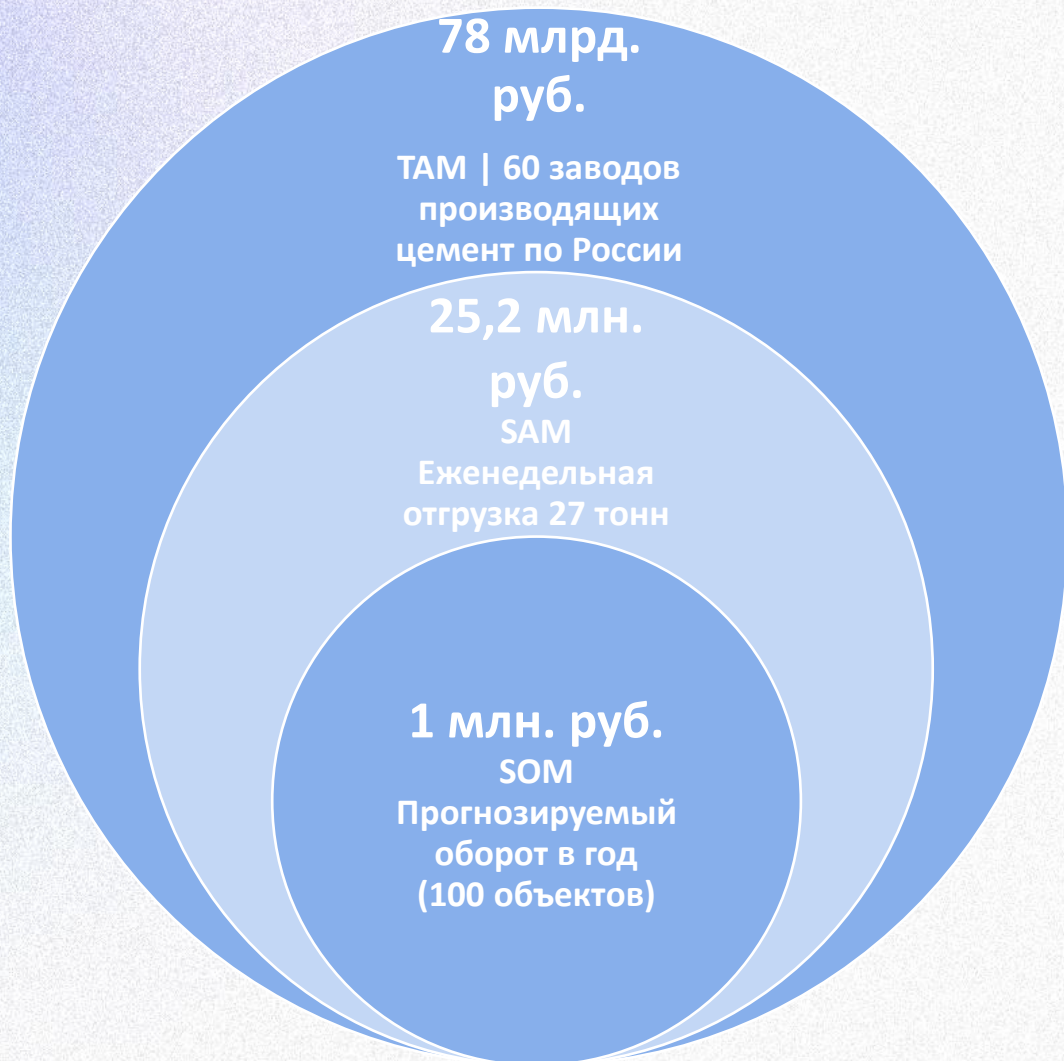 78 млрд.
руб.
TAM | 60 заводов
производящих
цемент по России
25,2 млн.
руб.
SAM
Еженедельная
отгрузка 27 тонн
1 млн. руб.
SOM
Прогнозируемый
оборот в год
(100 объектов)